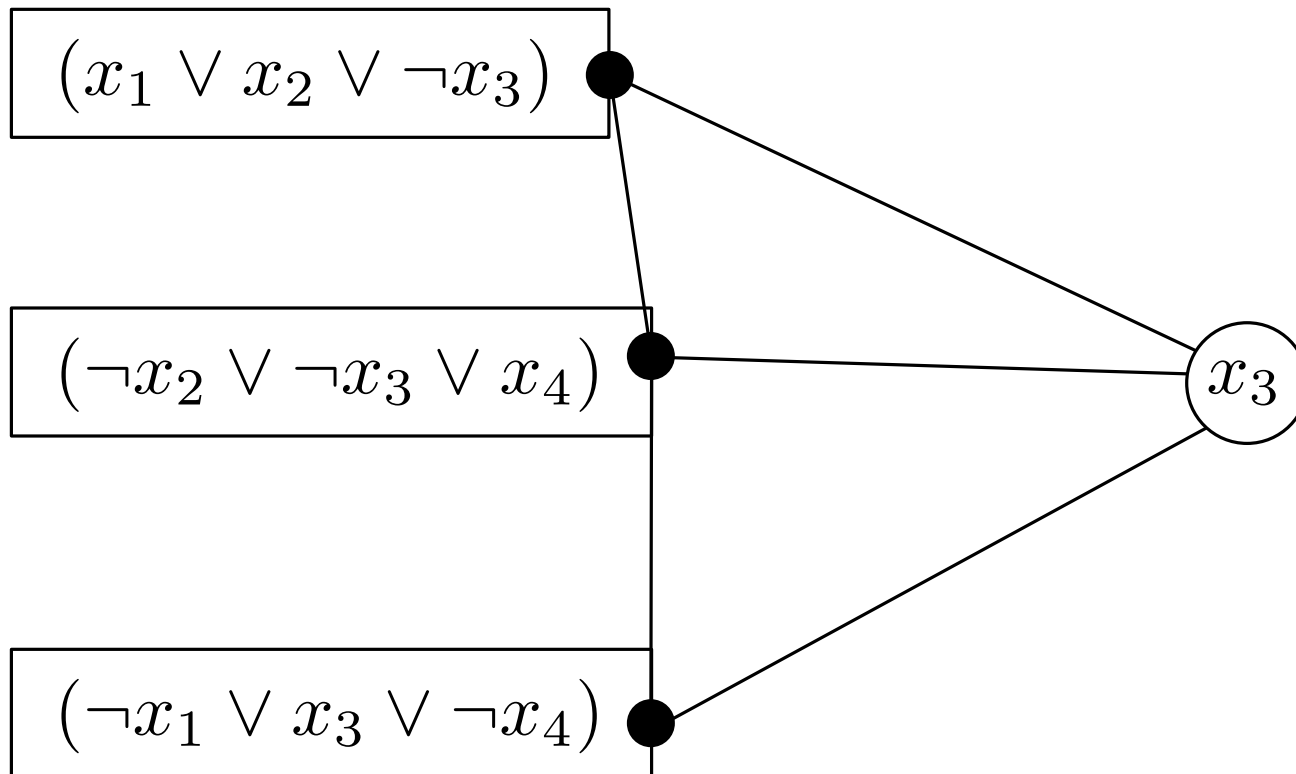 (x₁ ∨ x₂ ∨ ¬x₃)
(¬x₂ ∨ ¬x₃ ∨ x₄)
x₃
(¬x₁ ∨ x₃ ∨ ¬x₄)